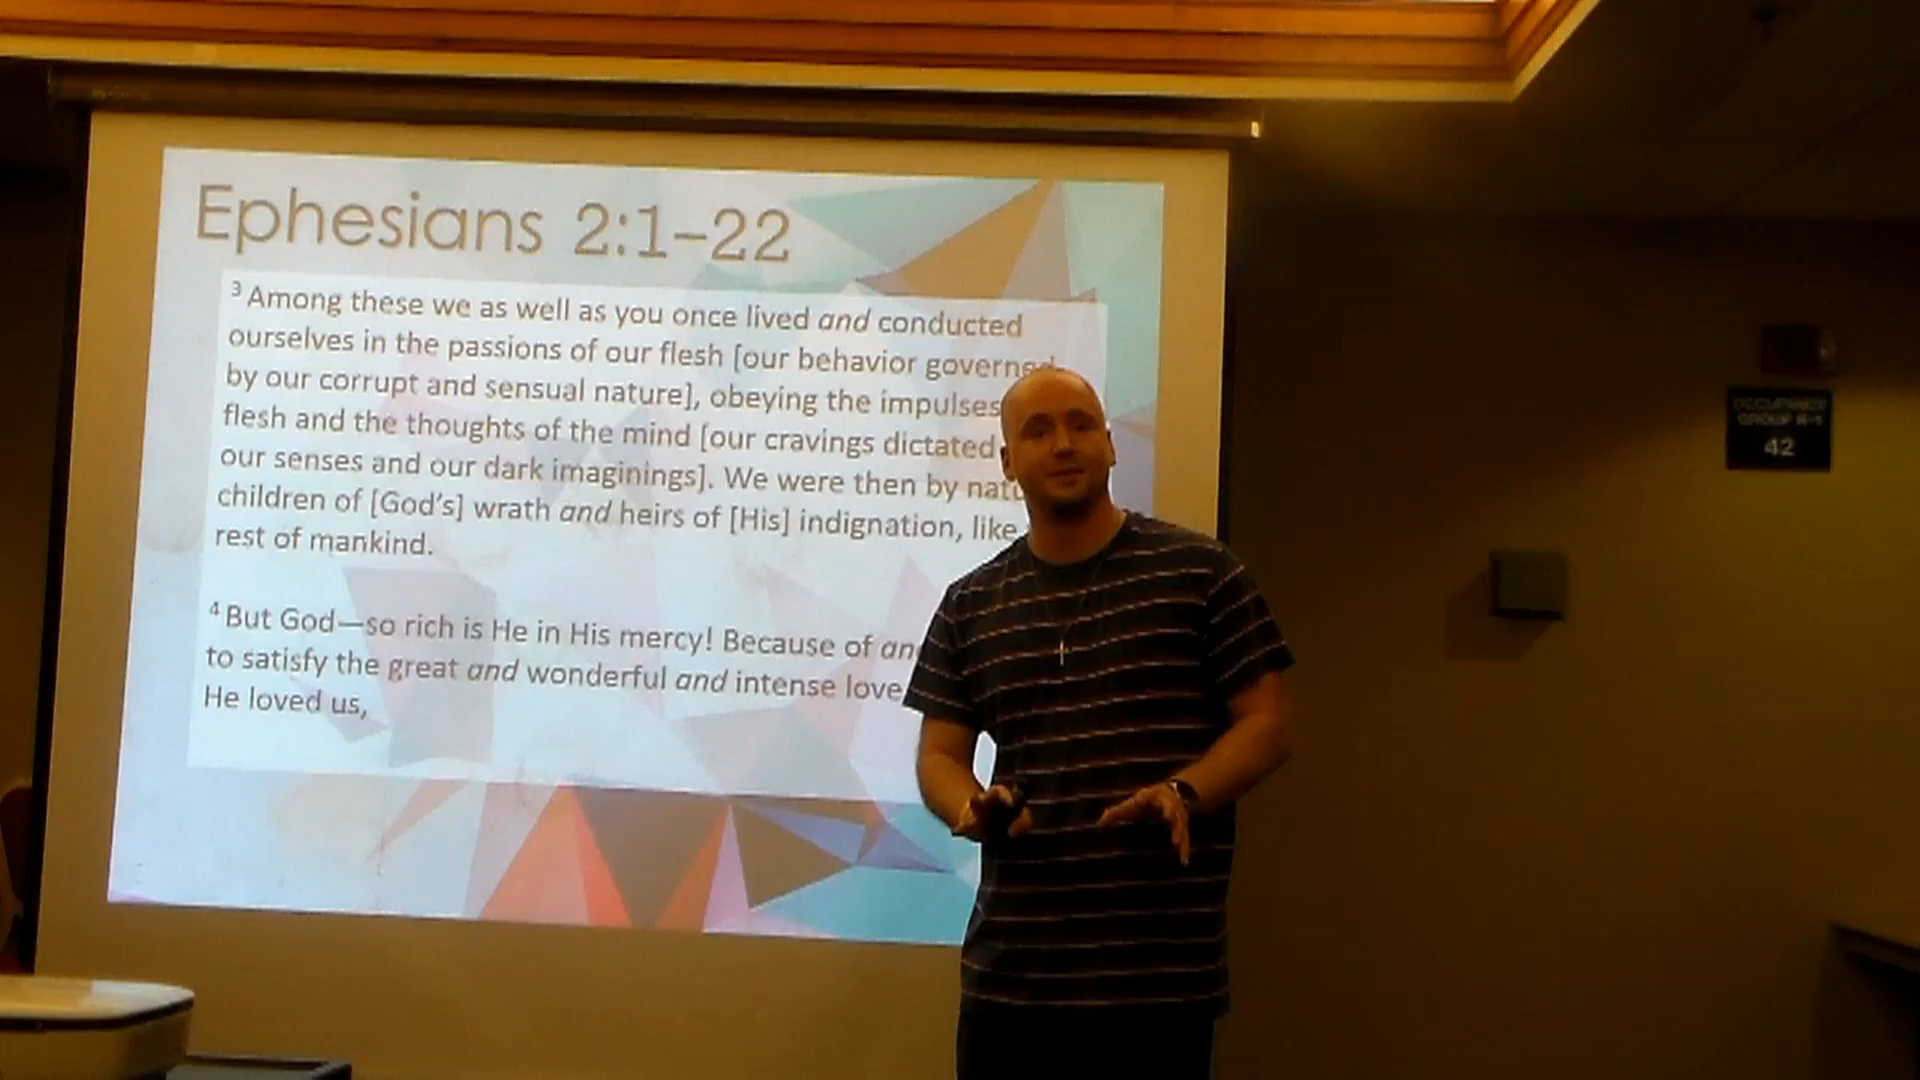 Ephesians 2:1–22
³ Among these we as well as you once lived and conducted
ourselves in the passions of our flesh [our behavior governed
by our corrupt and sensual nature], obeying the impulses
flesh and the thoughts of the mind [our cravings dictated
our senses and our dark imaginings]. We were then by natu
children of [God's] wrath and heirs of [His] indignation, like
rest of mankind.
⁴ But God—so rich is He in His mercy! Because of and
to satisfy the great and wonderful and intense love
He loved us,
OCCUPANCY
GROUP
42